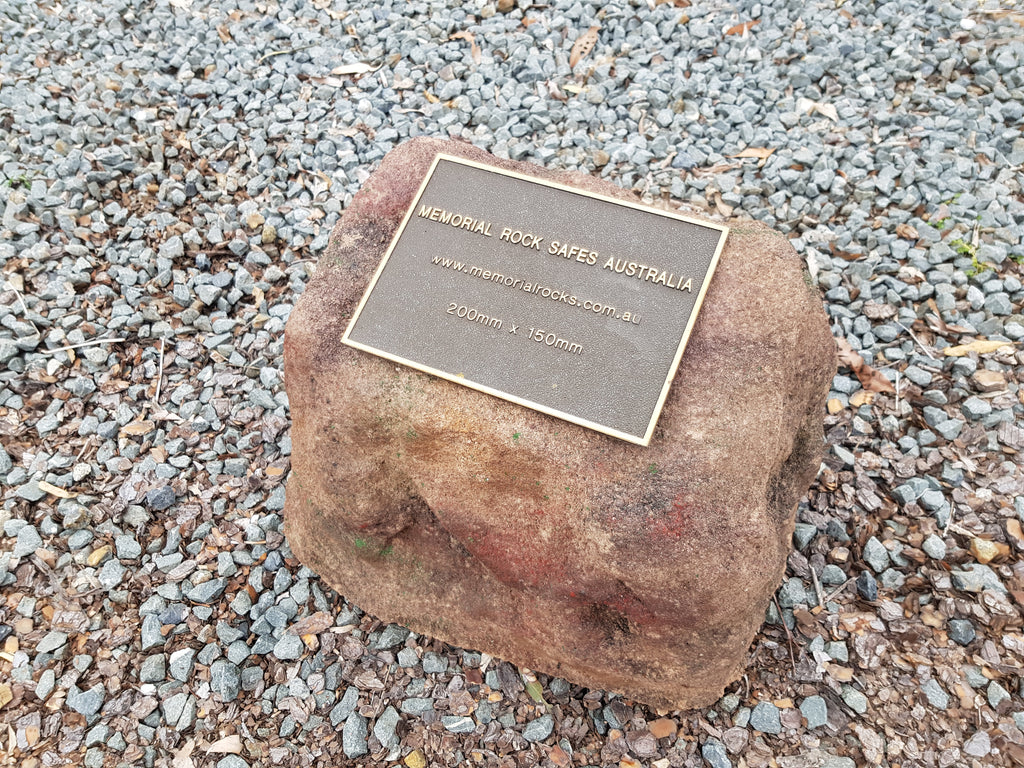 MEMORIAL ROCK SAFES AUSTRALIA
www.memorialrocks.com.au
200mm x 150mm